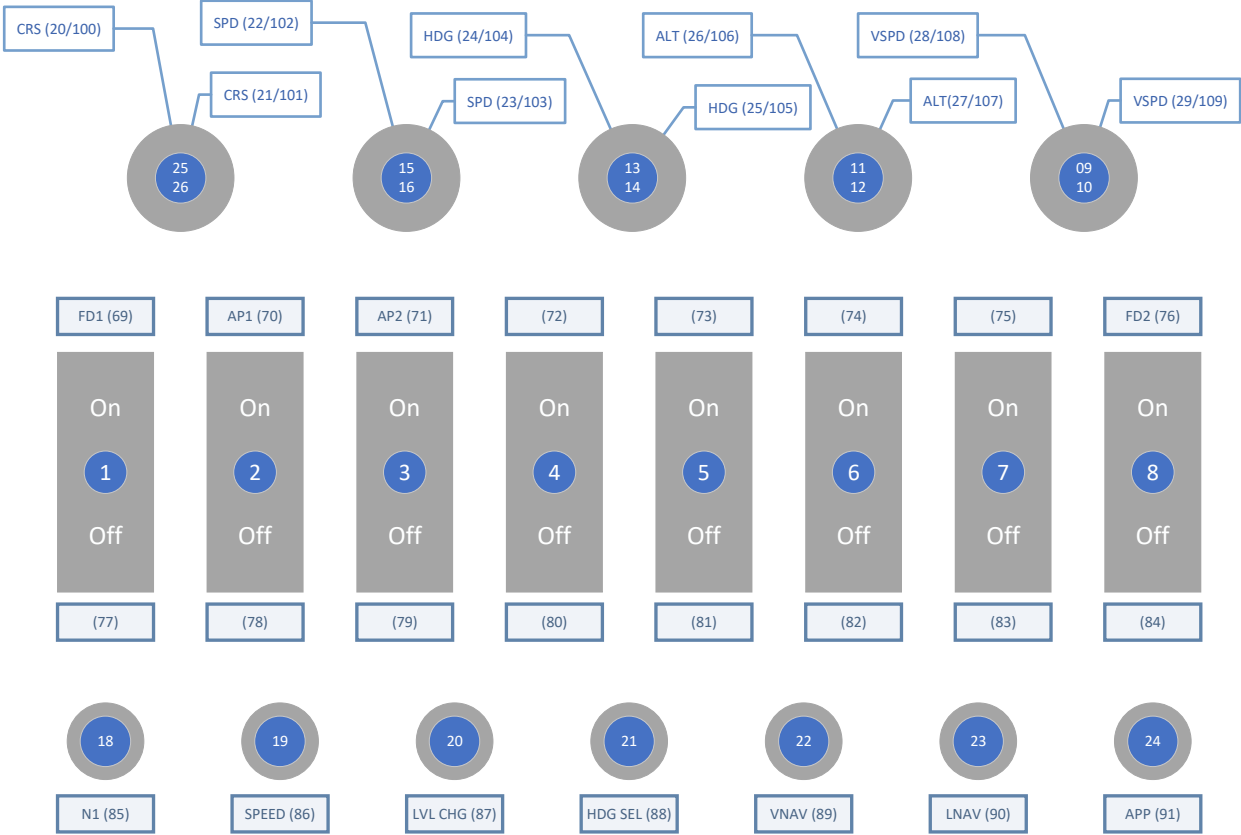 CRS (20/100)
SPD (22/102)
HDG (24/104)
ALT (26/106)
VSPD (28/108)
CRS (21/101)
SPD (23/103)
HDG (25/105)
ALT(27/107)
VSPD (29/109)
25
26
15
16
13
14
11
12
09
10
FD1 (69)
AP1 (70)
AP2 (71)
(72)
(73)
(74)
(75)
FD2 (76)
On
On
On
On
On
On
On
On
1
2
3
4
5
6
7
8
Off
Off
Off
Off
Off
Off
Off
Off
(77)
(78)
(79)
(80)
(81)
(82)
(83)
(84)
18
19
20
21
22
23
24
N1 (85)
SPEED (86)
LVL CHG (87)
HDG SEL (88)
VNAV (89)
LNAV (90)
APP (91)